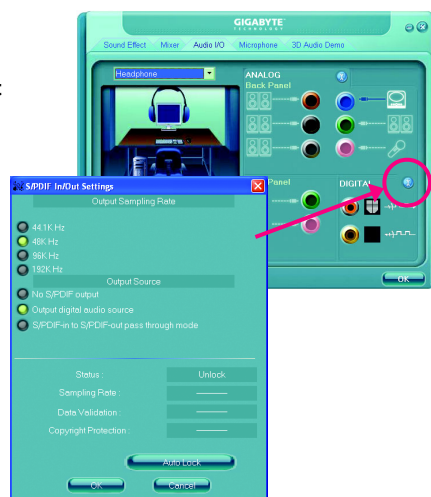 GIGABYTE
TECHNOLOGY
Sound Effect Mixer Audio I/O Microphone 3D Audio Demo
Headphone
ANALOG
Back Panel
:
Panel
DIGITAL
OK
S/PDIF In/Out Settings
Output Sampling Rate
44.1K Hz
48K Hz
96K Hz
192K Hz
Output Source
No S/PDIF output
Output digital audio source
S/PDIF-in to S/PDIF-out pass through mode
Status : Unlock
Sampling Rate :
Data Validation :
Copyright Protection :
Auto Lock
OK Cancel